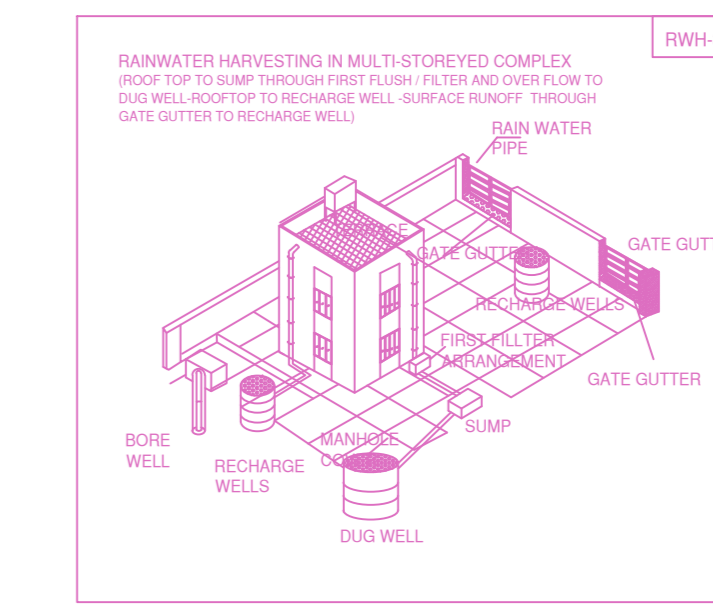 RWH-
RAINWATER HARVESTING IN MULTI-STOREYED COMPLEX
(ROOF TOP TO SUMP THROUGH FIRST FLUSH / FILTER AND OVER FLOW TO
DUG WELL-ROOFTOP TO RECHARGE WELL -SURFACE RUNOFF THROUGH
GATE GUTTER TO RECHARGE WELL)
RAIN WATER
PIPE
TERRACE
GATE GUTTER
GATE GUTT
RECHARGE WELLS
FIRST FILLTER
ARRANGEMENT
GATE GUTTER
SUMP
MANHOLE
BORE
WELL
RECHARGE
WELLS
DUG WELL